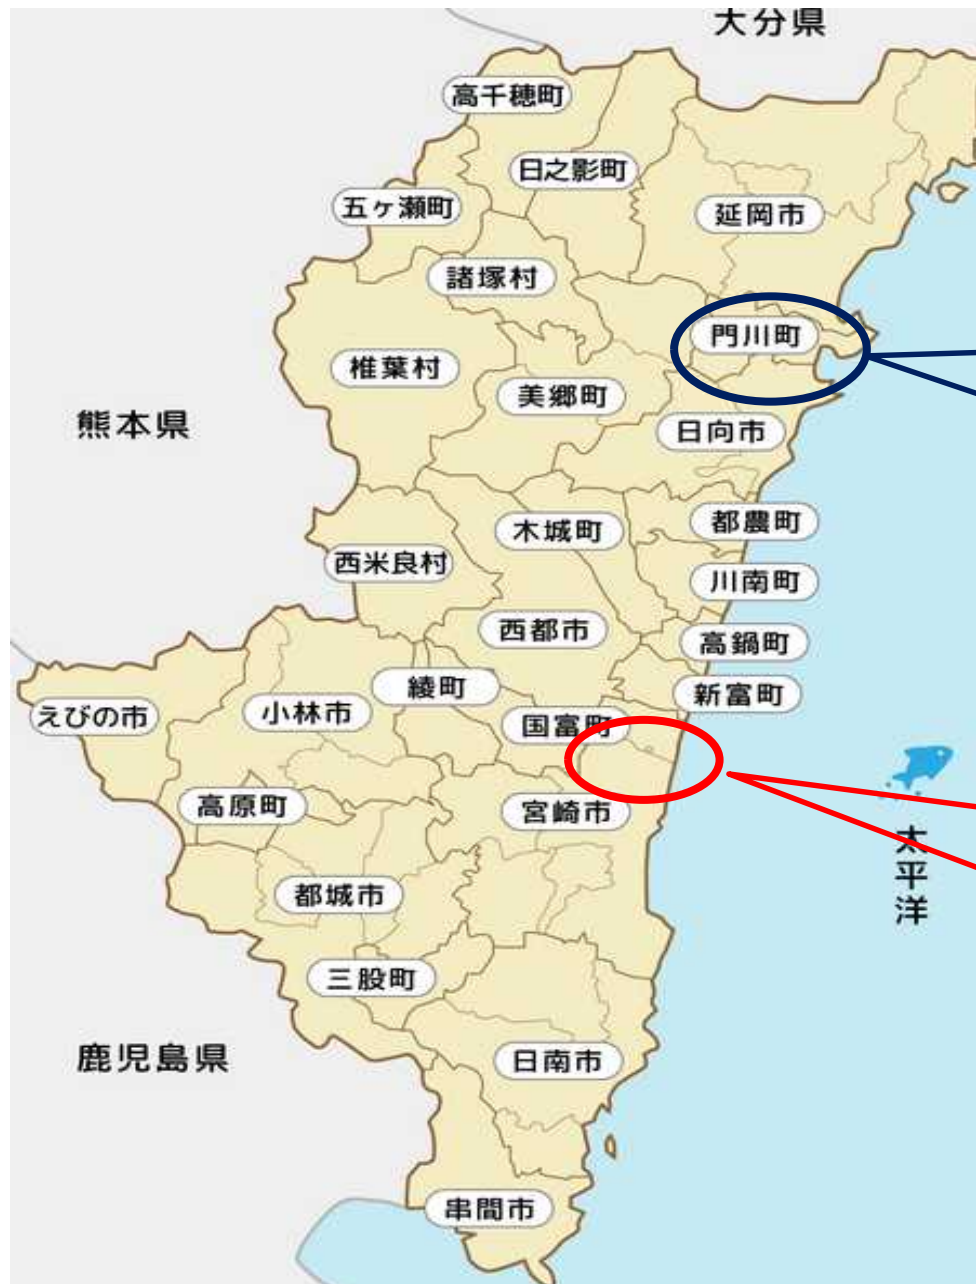 大分県
高千穂町
日之影町
五ヶ瀬町
延岡市
諸塚村
門川町
椎葉村
美郷町
熊本県
日向市
木城町
都農町
西米良村
川南町
西都市
高鍋町
綾町
新富町
えびの市
小林市
国富町
高原町
宮崎市
太平洋
都城市
三股町
鹿児島県
日南市
串間市